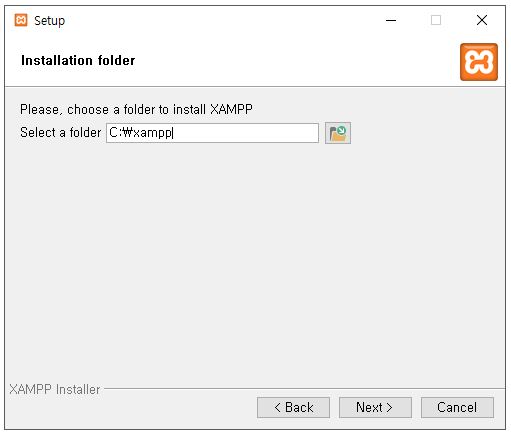 Setup
Installation folder
Please, choose a folder to install XAMPP
Select a folder C:₩xampp
XAMPP Installer
< Back Next > Cancel